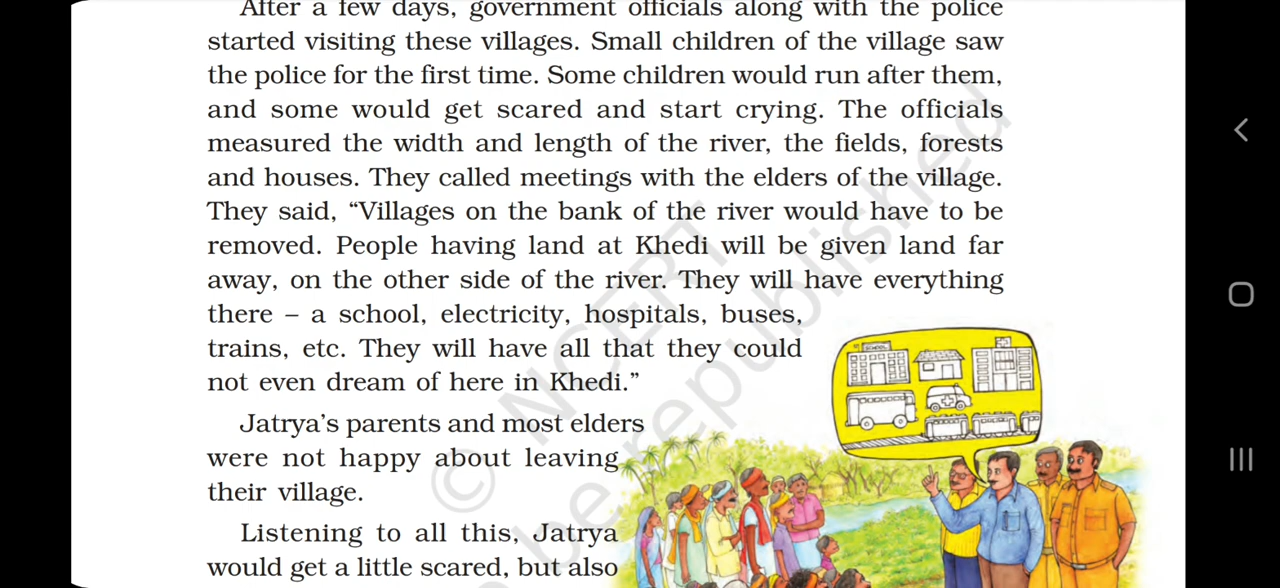 After a few days, government officials along with the police
started visiting these villages. Small children of the village saw
the police for the first time. Some children would run after them,
and some would get scared and start crying. The officials
measured the width and length of the river, the fields, forests
and houses. They called meetings with the elders of the village.
They said, “Villages on the bank of the river would have to be
removed. People having land at Khedi will be given land far
away, on the other side of the river. They will have everything
there – a school, electricity, hospitals, buses,
trains, etc. They will have all that they could
not even dream of here in Khedi.”
SCHOOL
Jatrya’s parents and most elders
were not happy about leaving
their village.
Listening to all this, Jatrya
would get a little scared, but also
© NCERT
be republished